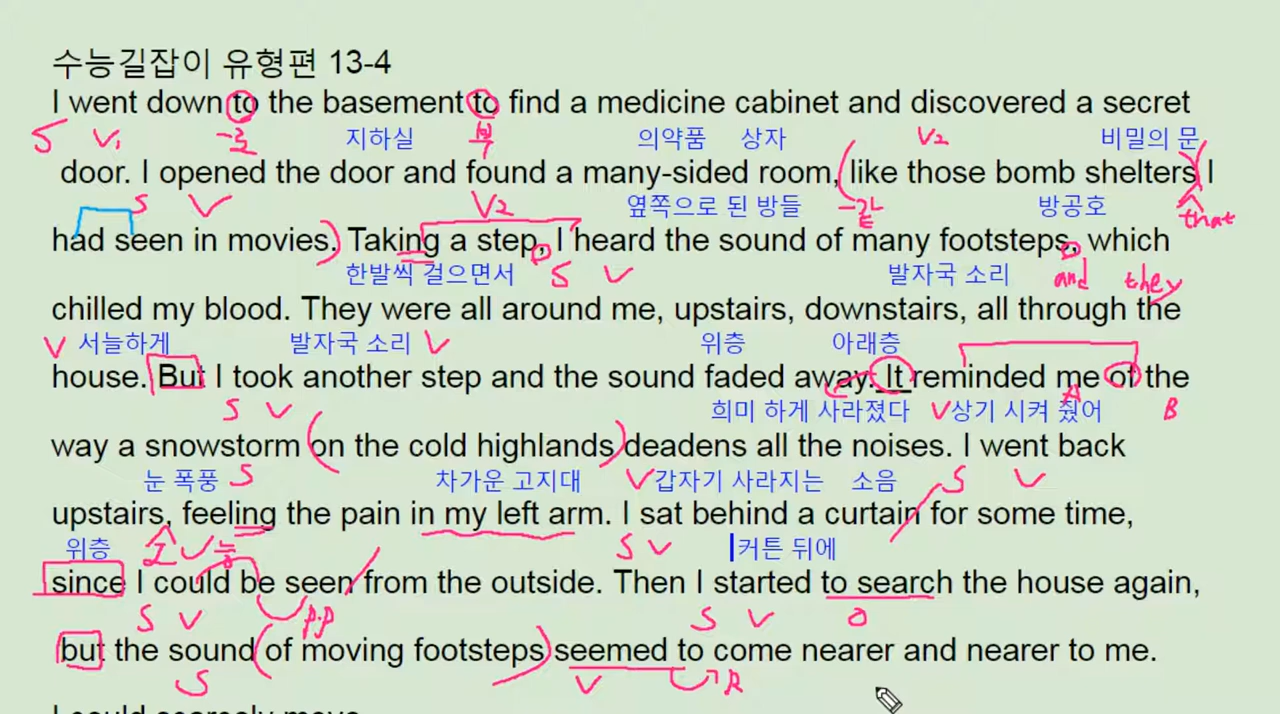 수능길잡이 유형편 13-4
I went down to the basement to find a medicine cabinet and discovered a secret
S V1 -로 지하실 부 의약품 상자 V2 비밀의 문
door. I opened the door and found a many-sided room, like those bomb shelters I
S V V2 옆쪽으로 된 방들 -같 방공호 that
had seen in movies. Taking a step, I heard the sound of many footsteps, which
한발씩 걸으면서 S V 발자국 소리 and they
chilled my blood. They were all around me, upstairs, downstairs, all through the
V 서늘하게 발자국 소리 V 위층 아래층
house. But I took another step and the sound faded away. It reminded me of the
S V 희미 하게 사라졌다 V 상기 시켜 줬어 A B
way a snowstorm (on the cold highlands) deadens all the noises. I went back
눈 폭풍 S 차가운 고지대 V 갑자기 사라지는 소음 S V
upstairs, feeling the pain in my left arm. I sat behind a curtain for some time,
위층 능 S V 커튼 뒤에
since I could be seen from the outside. Then I started to search the house again,
S V p.p S V O
but the sound (of moving footsteps) seemed to come nearer and nearer to me.
S V R
I could scarcely move.